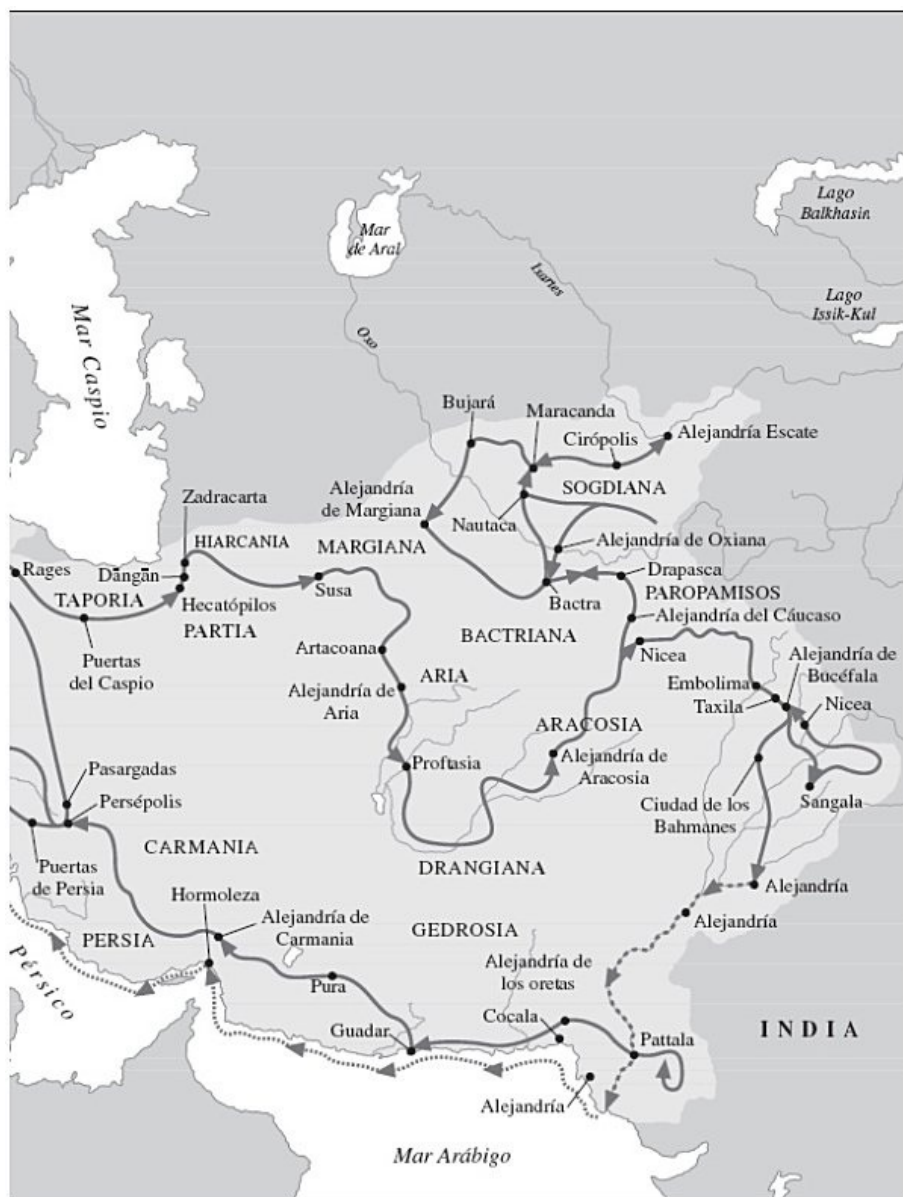 Lago
Balkhasin
Mar
de Aral
Ixartes
Lago
Issik-Kul
Mar Caspio
Oxo
Bujará
Maracanda
Cirópolis
Alejandría Escate
Zadracarta
Alejandría
de Margiana
SOGDIANA
Nautaca
HIARCANIA
MARGIANA
Alejandría de Oxiana
Rages
Dāngān
Drapasca
TAPORIA
Hecatópilos
Susa
Bactra
PAROPAMISOS
PARTIA
Alejandría del Cáucaso
BACTRIANA
Puertas
del Caspio
Artacoana
Nicea
Alejandría de
Bucéfala
ARIA
Embolima
Taxila
Nicea
Alejandría de
Aria
ARACOSIA
Proftasia
Alejandría de
Aracosia
Pasargadas
Persépolis
Ciudad de los
Bahmanes
Sangala
CARMANIA
Puertas
de Persia
DRANGIANA
Hormoleza
Alejandría
Alejandría de
Carmania
Alejandría
GEDROSIA
PERSIA
Pérsico
Alejandría de
los oretas
Pura
Cocala
Guadar
Pattala
INDIA
Alejandría
Mar Arábigo